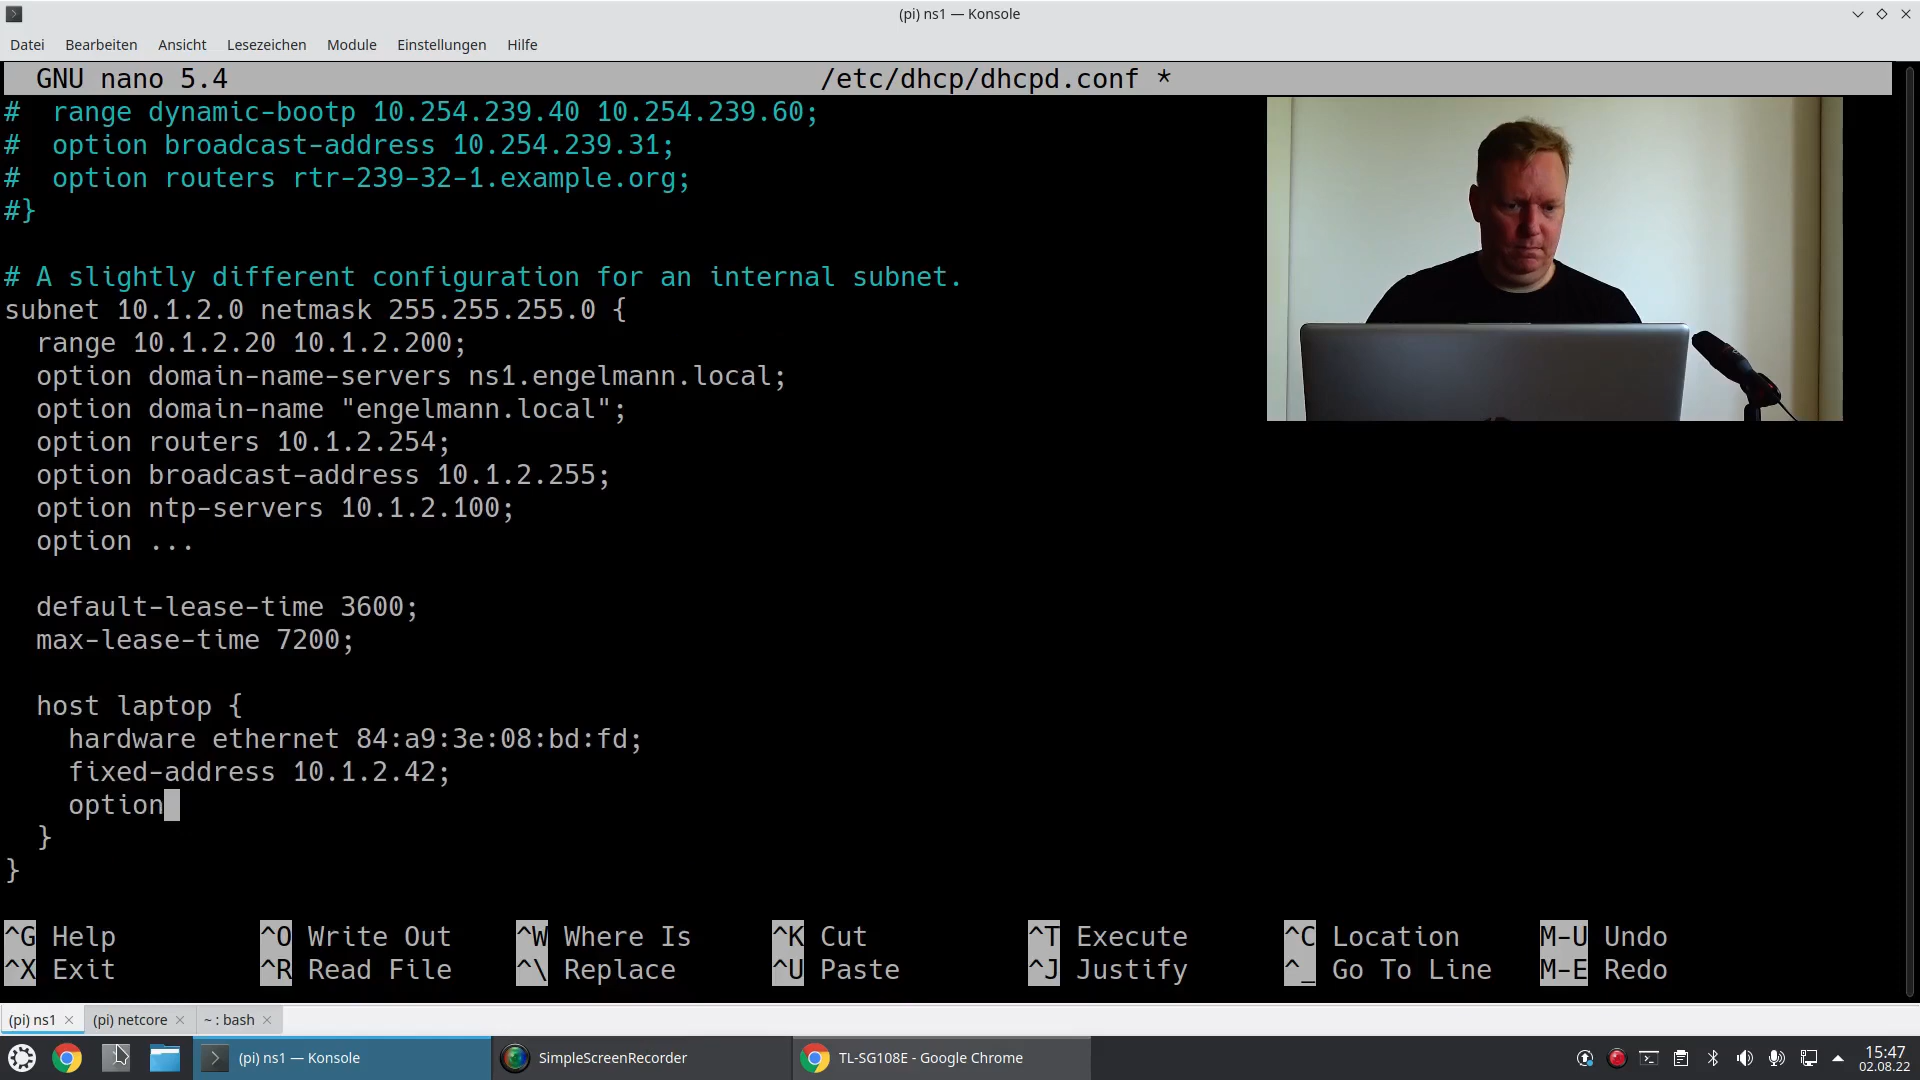 (pi) ns1 — Konsole
Datei Bearbeiten Ansicht Lesezeichen Module Einstellungen Hilfe
GNU nano 5.4 /etc/dhcp/dhcpd.conf *
#  range dynamic-bootp 10.254.239.40 10.254.239.60;
#  option broadcast-address 10.254.239.31;
#  option routers rtr-239-32-1.example.org;
#}
# A slightly different configuration for an internal subnet.
subnet 10.1.2.0 netmask 255.255.255.0 {
  range 10.1.2.20 10.1.2.200;
  option domain-name-servers ns1.engelmann.local;
  option domain-name "engelmann.local";
  option routers 10.1.2.254;
  option broadcast-address 10.1.2.255;
  option ntp-servers 10.1.2.100;
  option ...
  default-lease-time 3600;
  max-lease-time 7200;
  host laptop {
    hardware ethernet 84:a9:3e:08:bd:fd;
    fixed-address 10.1.2.42;
    option
  }
}
^G Help ^O Write Out ^W Where Is ^K Cut ^T Execute ^C Location M-U Undo
^X Exit ^R Read File ^\ Replace ^U Paste ^J Justify ^_ Go To Line M-E Redo
(pi) ns1 (pi) netcore ~ : bash
(pi) ns1 — Konsole SimpleScreenRecorder TL-SG108E - Google Chrome 15:47
02.08.22